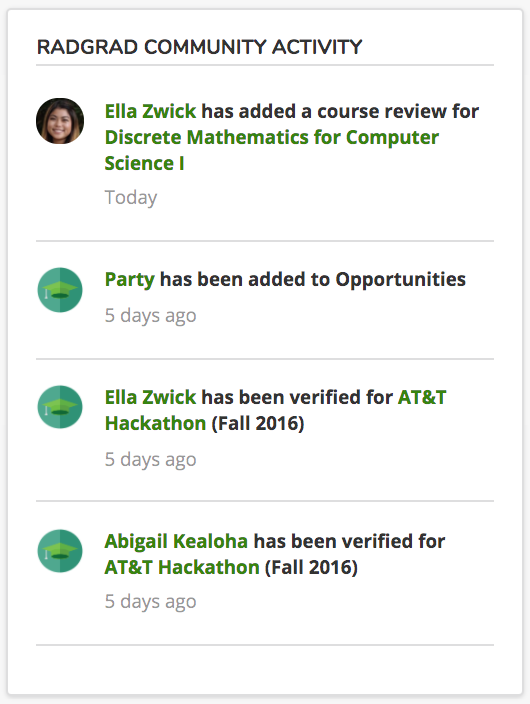 RADGRAD COMMUNITY ACTIVITY
Ella Zwick has added a course review for
Discrete Mathematics for Computer
Science I
Today
Party has been added to Opportunities
5 days ago
Ella Zwick has been verified for AT&T
Hackathon (Fall 2016)
5 days ago
Abigail Kealoha has been verified for
AT&T Hackathon (Fall 2016)
5 days ago